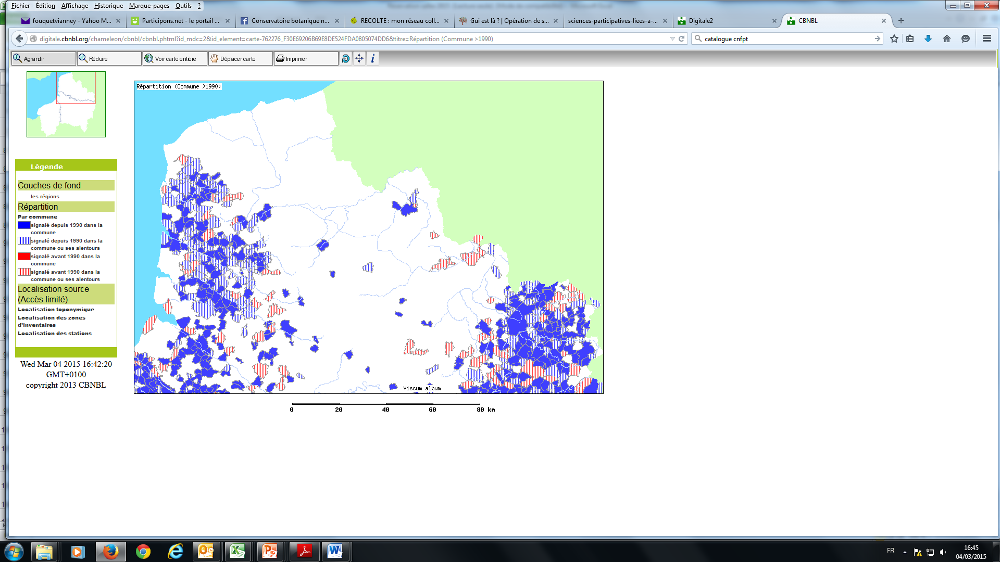 Fichier Édition Affichage Historique Marque-pages Outils ?
fouquetvianney - Yahoo M...
Participons.net - le portail ...
Conservatoire botanique n...
RECOLTE : mon réseau coll...
Gui est là ? | Opération de s...
sciences-participatives-liees-a-...
Digitale2
CBNBL
digitale.cbnbl.org/chameleon/cbnbl/cbnbl.phtml?id_mdc=2&id_element=carte-762276_F30E69206B69E8DE524FDA0805074DD6&titre=Répartition (Commune >1990)
catalogue cnfpt
Agrandir
Réduire
Voir carte entière
Déplacer carte
Imprimer
Répartition (Commune >1990)
Légende
Couches de fond
les régions
Répartition
Par commune
signalé depuis 1990 dans la
commune
signalé depuis 1990 dans la
commune ou ses alentours
signalé avant 1990 dans la
commune
signalé avant 1990 dans la
commune ou ses alentours
Localisation source
(Accès limité)
Localisation toponymique
Localisation des zones
d'inventaires
Localisation des stations
Wed Mar 04 2015 16:42:20
GMT+0100
copyright 2013 CBNBL
Viscum album
0 20 40 60 80 km
FR
16:45
04/03/2015